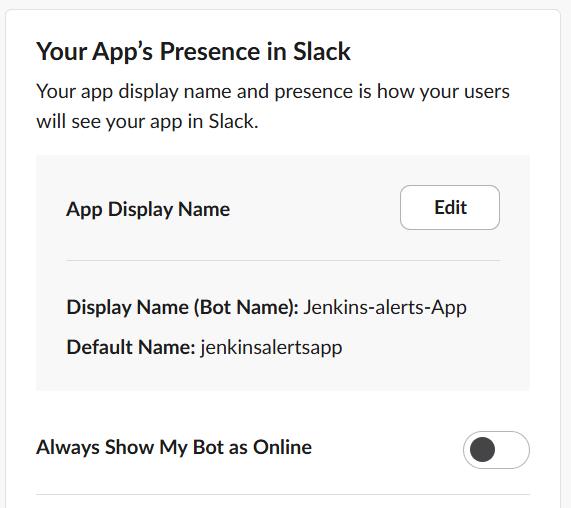 Your App’s Presence in Slack
Your app display name and presence is how your users
will see your app in Slack.
App Display Name
Edit
Display Name (Bot Name): Jenkins-alerts-App
Default Name: jenkinsalertsapp
Always Show My Bot as Online